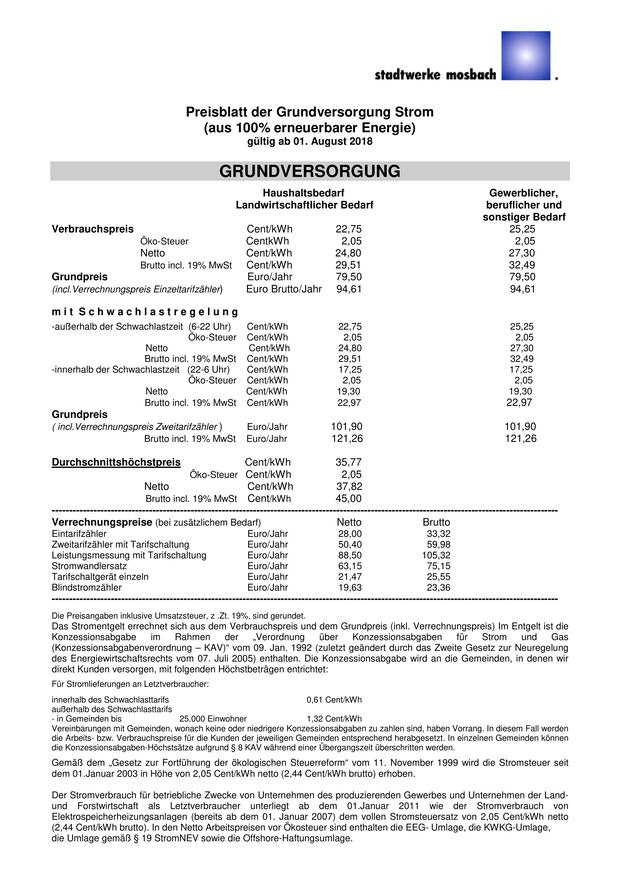 stadtwerke mosbach .
Preisblatt der Grundversorgung Strom
(aus 100% erneuerbarer Energie)
gültig ab 01. August 2018
GRUNDVERSORGUNG
Haushaltsbedarf Gewerblicher,
Landwirtschaftlicher Bedarf beruflicher und
sonstiger Bedarf
Verbrauchspreis Cent/kWh 22,75 25,25
Öko-Steuer CentkWh 2,05 2,05
Netto Cent/kWh 24,80 27,30
Brutto incl. 19% MwSt Cent/kWh 29,51 32,49
Grundpreis Euro/Jahr 79,50 79,50
(incl.Verrechnungspreis Einzeltarifzähler) Euro Brutto/Jahr 94,61 94,61
m i t S c h w a c h l a s t r e g e l u n g
-außerhalb der Schwachlastzeit (6-22 Uhr) Cent/kWh 22,75 25,25
Öko-Steuer Cent/kWh 2,05 2,05
Netto Cent/kWh 24,80 27,30
Brutto incl. 19% MwSt Cent/kWh 29,51 32,49
-innerhalb der Schwachlastzeit (22-6 Uhr) Cent/kWh 17,25 17,25
Öko-Steuer Cent/kWh 2,05 2,05
Netto Cent/kWh 19,30 19,30
Brutto incl. 19% MwSt Cent/kWh 22,97 22,97
Grundpreis
( incl.Verrechnungspreis Zweitarifzähler ) Euro/Jahr 101,90 101,90
Brutto incl. 19% MwSt Euro/Jahr 121,26 121,26
Durchschnittshöchstpreis Cent/kWh 35,77
Öko-Steuer Cent/kWh 2,05
Netto Cent/kWh 37,82
Brutto incl. 19% MwSt Cent/kWh 45,00
Verrechnungspreise (bei zusätzlichem Bedarf) Netto Brutto
Eintarifzähler Euro/Jahr 28,00 33,32
Zweitarifzähler mit Tarifschaltung Euro/Jahr 50,40 59,98
Leistungsmessung mit Tarifschaltung Euro/Jahr 88,50 105,32
Stromwandlersatz Euro/Jahr 63,15 75,15
Tarifschaltgerät einzeln Euro/Jahr 21,47 25,55
Blindstromzähler Euro/Jahr 19,63 23,36
Die Preisangaben inklusive Umsatzsteuer, z .Zt. 19%, sind gerundet.
Das Stromentgelt errechnet sich aus dem Verbrauchspreis und dem Grundpreis (inkl. Verrechnungspreis) Im Entgelt ist die
Konzessionsabgabe im Rahmen der „Verordnung über Konzessionsabgaben für Strom und Gas
(Konzessionsabgabenverordnung – KAV)“ vom 09. Jan. 1992 (zuletzt geändert durch das Zweite Gesetz zur Neuregelung
des Energiewirtschaftsrechts vom 07. Juli 2005) enthalten. Die Konzessionsabgabe wird an die Gemeinden, in denen wir
direkt Kunden versorgen, mit folgenden Höchstbeträgen entrichtet:
Für Stromlieferungen an Letztverbraucher:
innerhalb des Schwachlasttarifs 0,61 Cent/kWh
außerhalb des Schwachlasttarifs
- in Gemeinden bis 25.000 Einwohner 1,32 Cent/kWh
Vereinbarungen mit Gemeinden, wonach keine oder niedrigere Konzessionsabgaben zu zahlen sind, haben Vorrang. In diesem Fall werden
die Arbeits- bzw. Verbrauchspreise für die Kunden der jeweiligen Gemeinden entsprechend herabgesetzt. In einzelnen Gemeinden können
die Konzessionsabgaben-Höchstsätze aufgrund § 8 KAV während einer Übergangszeit überschritten werden.
Gemäß dem „Gesetz zur Fortführung der ökologischen Steuerreform“ vom 11. November 1999 wird die Stromsteuer seit
dem 01.Januar 2003 in Höhe von 2,05 Cent/kWh netto (2,44 Cent/kWh brutto) erhoben.
Der Stromverbrauch für betriebliche Zwecke von Unternehmen des produzierenden Gewerbes und Unternehmen der Land-
und Forstwirtschaft als Letztverbraucher unterliegt ab dem 01.Januar 2011 wie der Stromverbrauch von
Elektrospeicherheizungsanlagen (bereits ab dem 01. Januar 2007) dem vollen Stromsteuersatz von 2,05 Cent/kWh netto
(2,44 Cent/kWh brutto). In den Netto Arbeitspreisen vor Ökosteuer sind enthalten die EEG- Umlage, die KWKG-Umlage,
die Umlage gemäß § 19 StromNEV sowie die Offshore-Haftungsumlage.